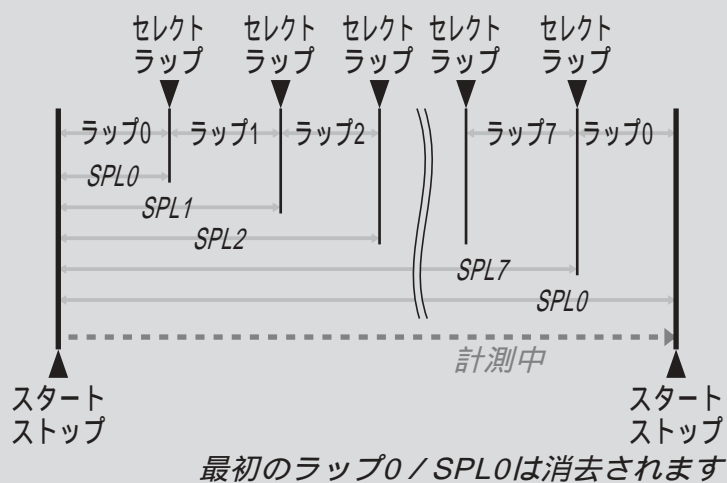 セレクト セレクト セレクト セレクト セレクト
ラップ ラップ ラップ ラップ ラップ
ラップ0 ラップ1 ラップ2 ラップ7 ラップ0
SPL0
SPL1
SPL2
SPL7
SPL0
計測中
スタート スタート
ストップ ストップ
最初のラップ0 / SPL0は消去されます